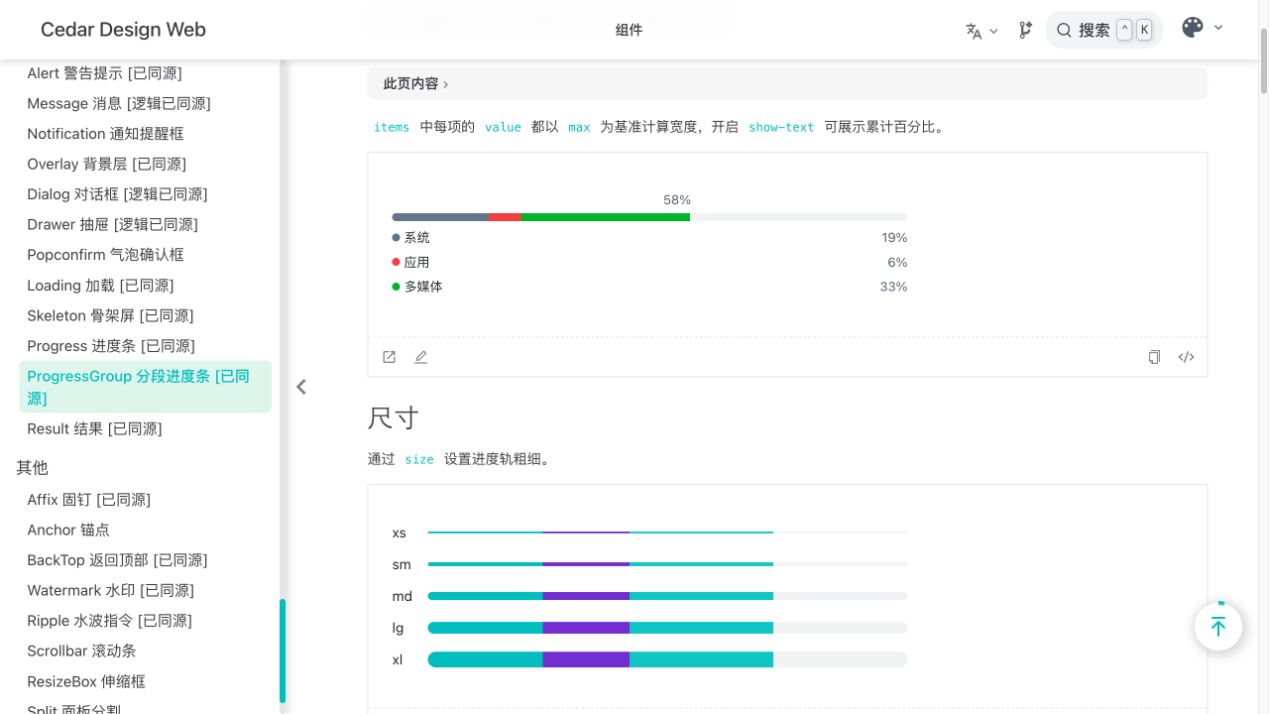 Cedar Design Web
组件
搜索 ^ K
Alert 警告提示 [已同源]
Message 消息 [逻辑已同源]
Notification 通知提醒框
Overlay 背景层 [已同源]
Dialog 对话框 [逻辑已同源]
Drawer 抽屉 [逻辑已同源]
Popconfirm 气泡确认框
Loading 加载 [已同源]
Skeleton 骨架屏 [已同源]
Progress 进度条 [已同源]
ProgressGroup 分段进度条 [已同
源]
Result 结果 [已同源]
其他
Affix 固钉 [已同源]
Anchor 锚点
BackTop 返回顶部 [已同源]
Watermark 水印 [已同源]
Ripple 水波指令 [已同源]
Scrollbar 滚动条
ResizeBox 伸缩框
Split 面板分割
此页内容 ›
items 中每项的 value 都以 max 为基准计算宽度，开启 show-text 可展示累计百分比。
58%
系统 19%
应用 6%
多媒体 33%
尺寸
通过 size 设置进度轨粗细。
xs
sm
md
lg
xl